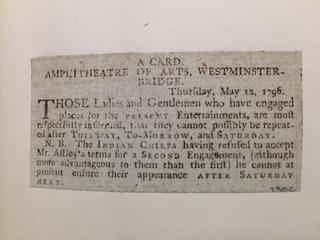 A CARD.
AMPHITHEATRE OF ARTS, WESTMINSTER-
BRIDGE.
Thursday, May 12, 1796.
THOSE Ladies and Gentlemen who have engaged
places for the PRESENT Entertainments, are most
respectfully informed, that they cannot possibly be repeat-
ed after THIS DAY, TO-MORROW, and SATURDAY.
N. B. The INDIAN CHIEFS having refused to accept
Mr. Astley's terms for a SECOND Engagement, (although
more advantageous to them than the first) he cannot at
present ensure their appearance AFTER SATURDAY
NEXT.